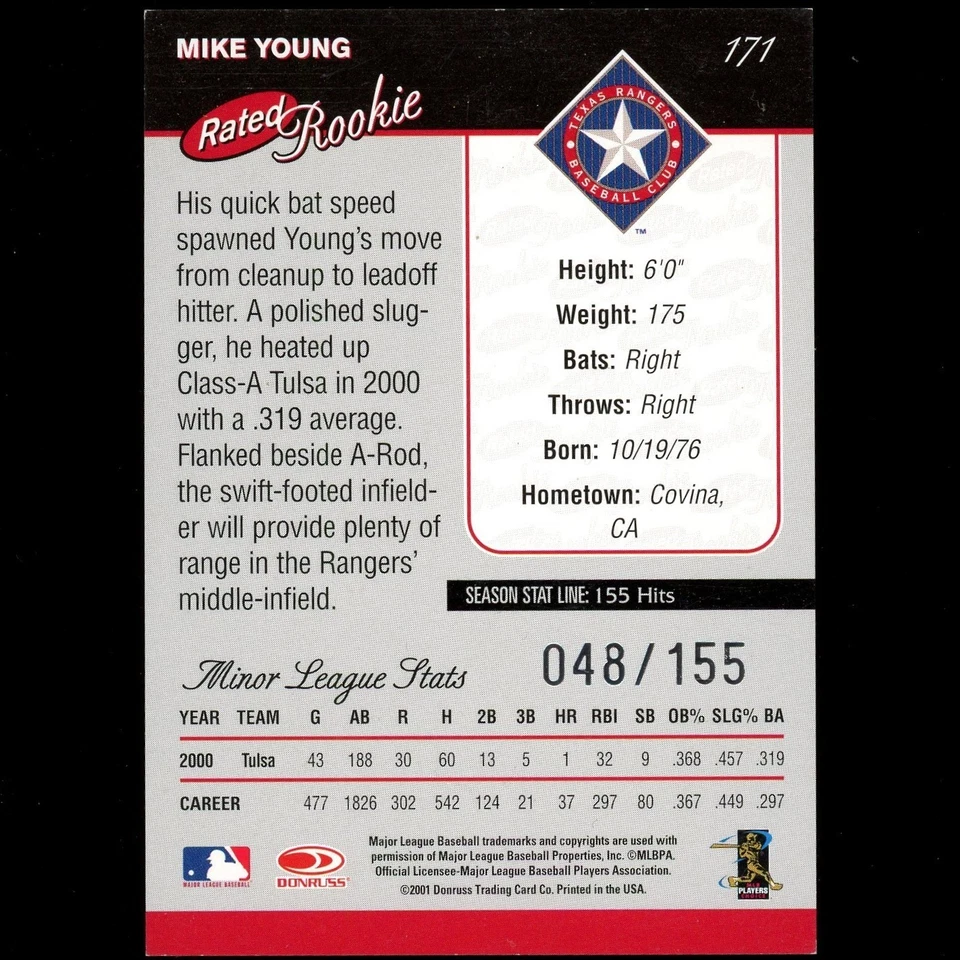 MIKE YOUNG
171
Rated Rookie
TEXAS RANGERS
BASEBALL CLUB
TM
His quick bat speed
spawned Young's move
from cleanup to leadoff
hitter. A polished slug-
ger, he heated up
Class-A Tulsa in 2000
with a .319 average.
Flanked beside A-Rod,
the swift-footed infield-
er will provide plenty of
range in the Rangers'
middle-infield.
Height: 6'0"
Weight: 175
Bats: Right
Throws: Right
Born: 10/19/76
Hometown: Covina,
CA
SEASON STAT LINE: 155 Hits
048/155
Minor League Stats
YEAR TEAM G AB R H 2B 3B HR RBI SB OB% SLG% BA
2000 Tulsa 43 188 30 60 13 5 1 32 9 .368 .457 .319
CAREER 477 1826 302 542 124 21 37 297 80 .367 .449 .297
MAJOR LEAGUE BASEBALL
DONRUSS
Major League Baseball trademarks and copyrights are used with
permission of Major League Baseball Properties, Inc. ©MLBPA.
Official Licensee-Major League Baseball Players Association.
©2001 Donruss Trading Card Co. Printed in the USA.
MLB
PLAYERS
CHOICE